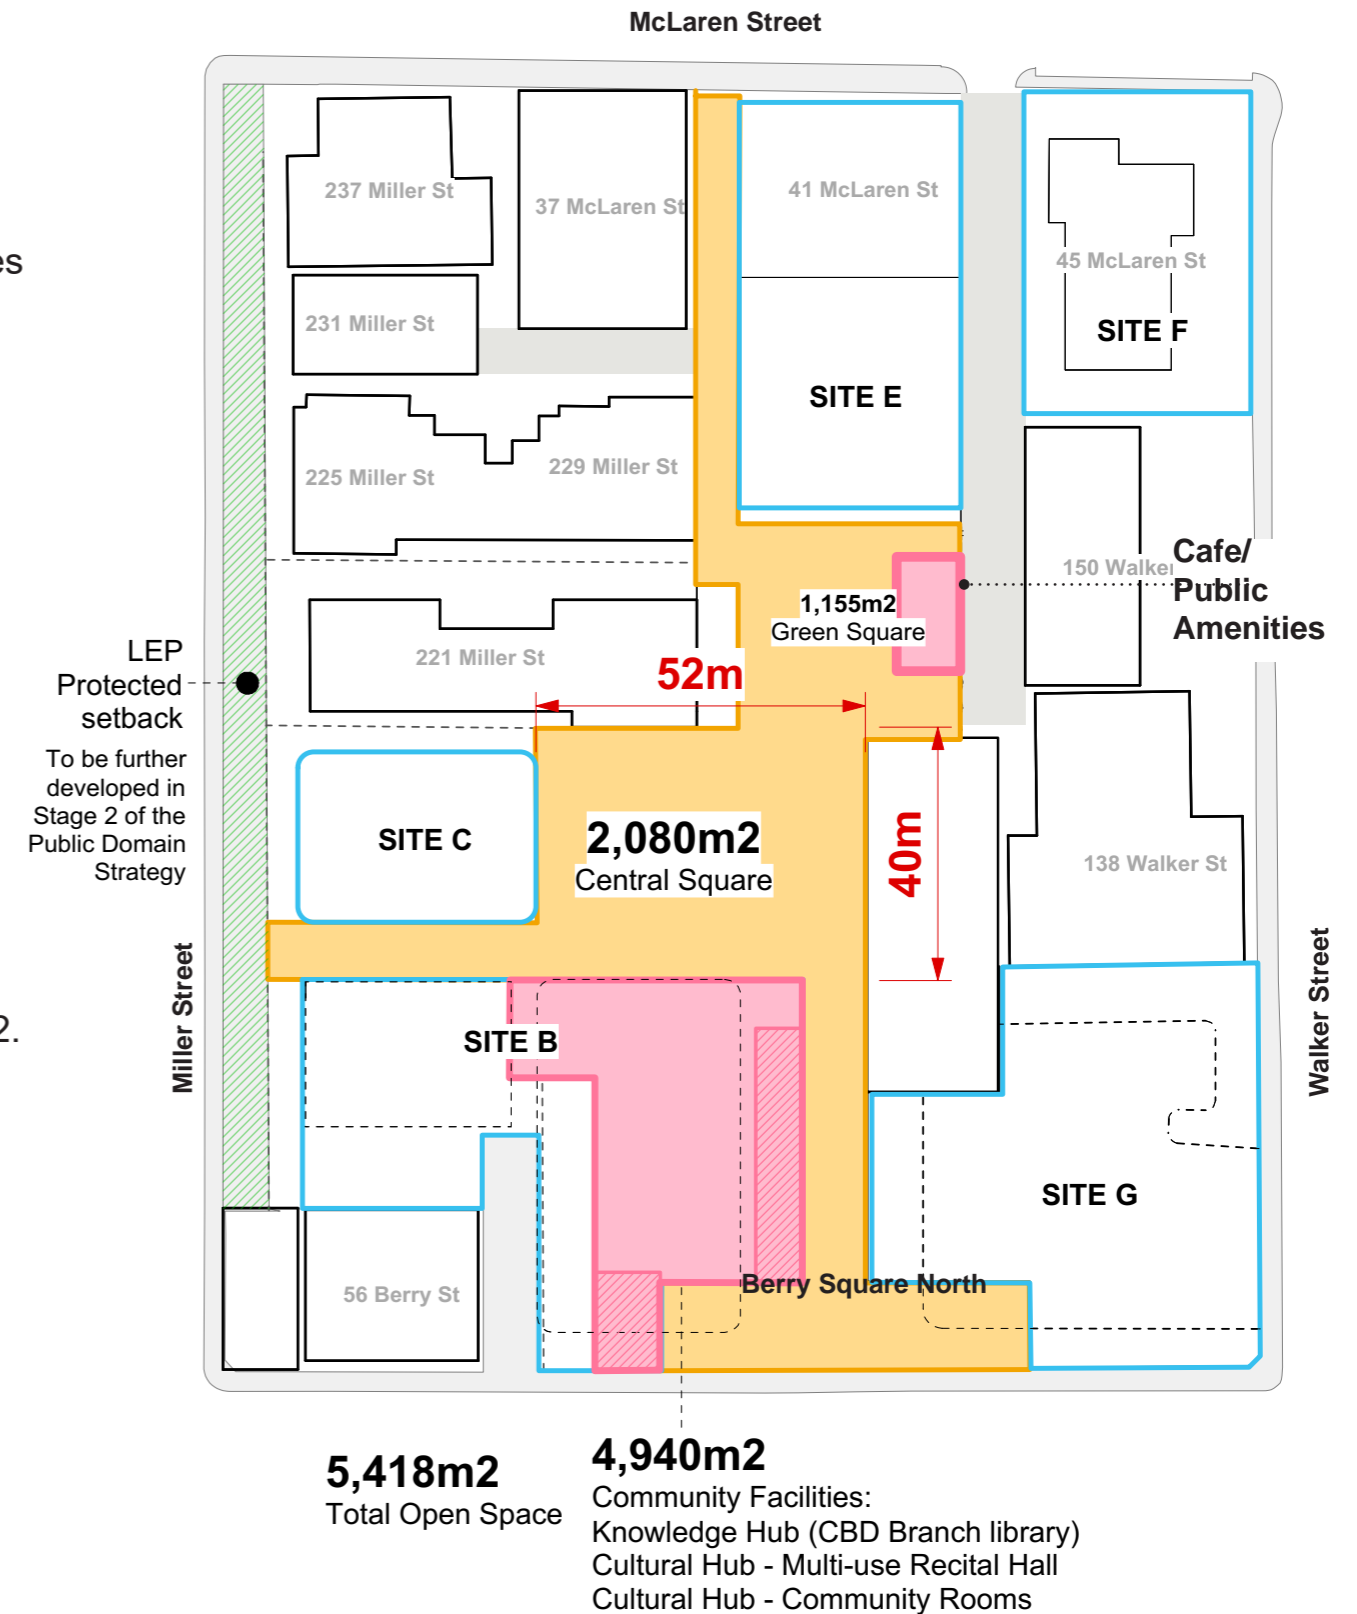 McLaren Street
es
237 Miller St
37 McLaren St
41 McLaren St
45 McLaren St
SITE F
231 Miller St
SITE E
225 Miller St
229 Miller St
150 Walker
Cafe/
Public
Amenities
1,155m2
Green Square
221 Miller St
52m
LEP
Protected
setback
To be further
developed in
Stage 2 of the
Public Domain
Strategy
SITE C
2,080m2
Central Square
40m
138 Walker St
Miller Street
Walker Street
2.
SITE B
SITE G
56 Berry St
Berry Square North
5,418m2
Total Open Space
4,940m2
Community Facilities:
Knowledge Hub (CBD Branch library)
Cultural Hub - Multi-use Recital Hall
Cultural Hub - Community Rooms